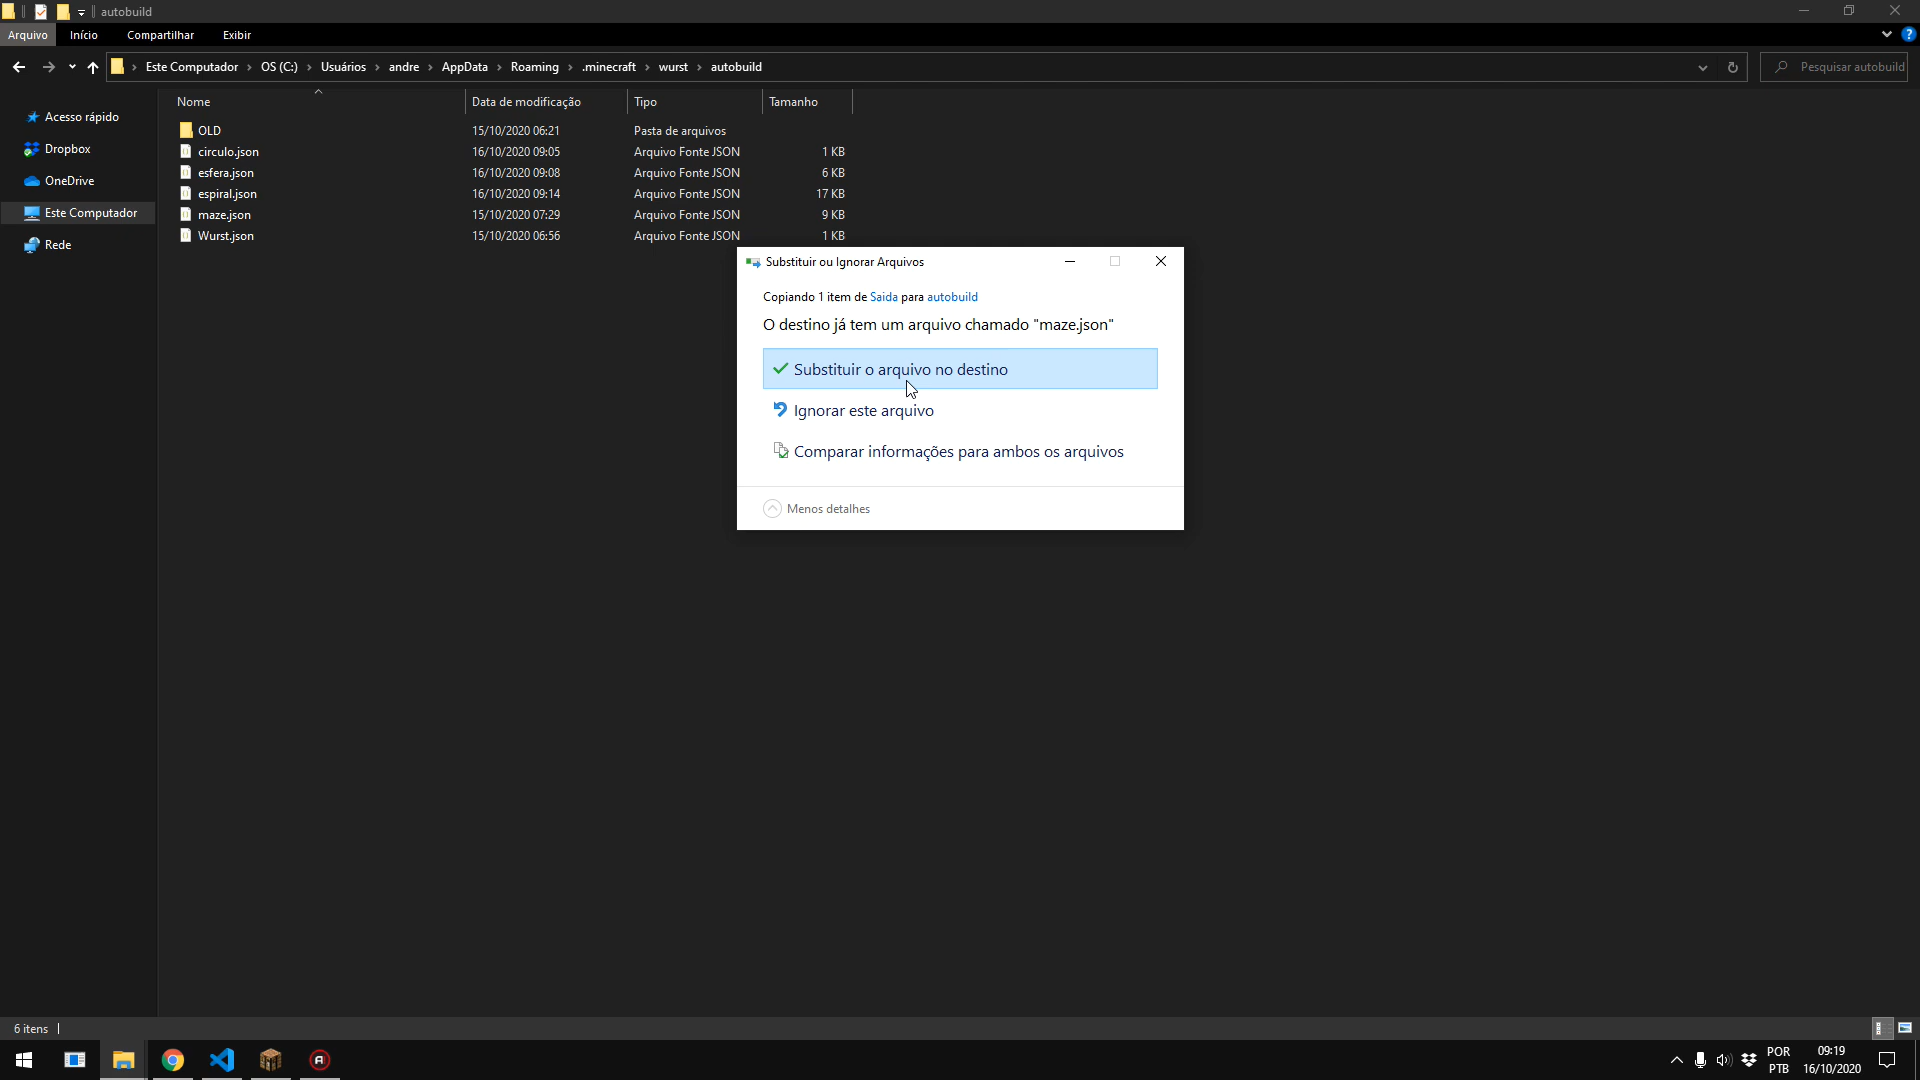 autobuild
Arquivo Início Compartilhar Exibir
Este Computador OS (C:) Usuários andre AppData Roaming .minecraft wurst autobuild
Pesquisar autobuild
Acesso rápido
Dropbox
OneDrive
Este Computador
Rede
Nome Data de modificação Tipo Tamanho
OLD 15/10/2020 06:21 Pasta de arquivos
circulo.json 16/10/2020 09:05 Arquivo Fonte JSON 1 KB
esfera.json 16/10/2020 09:08 Arquivo Fonte JSON 6 KB
espiral.json 16/10/2020 09:14 Arquivo Fonte JSON 17 KB
maze.json 15/10/2020 07:29 Arquivo Fonte JSON 9 KB
Wurst.json 15/10/2020 06:56 Arquivo Fonte JSON 1 KB
Substituir ou Ignorar Arquivos
Copiando 1 item de Saida para autobuild
O destino já tem um arquivo chamado "maze.json"
Substituir o arquivo no destino
Ignorar este arquivo
Comparar informações para ambos os arquivos
Menos detalhes
6 itens
POR
PTB
09:19
16/10/2020